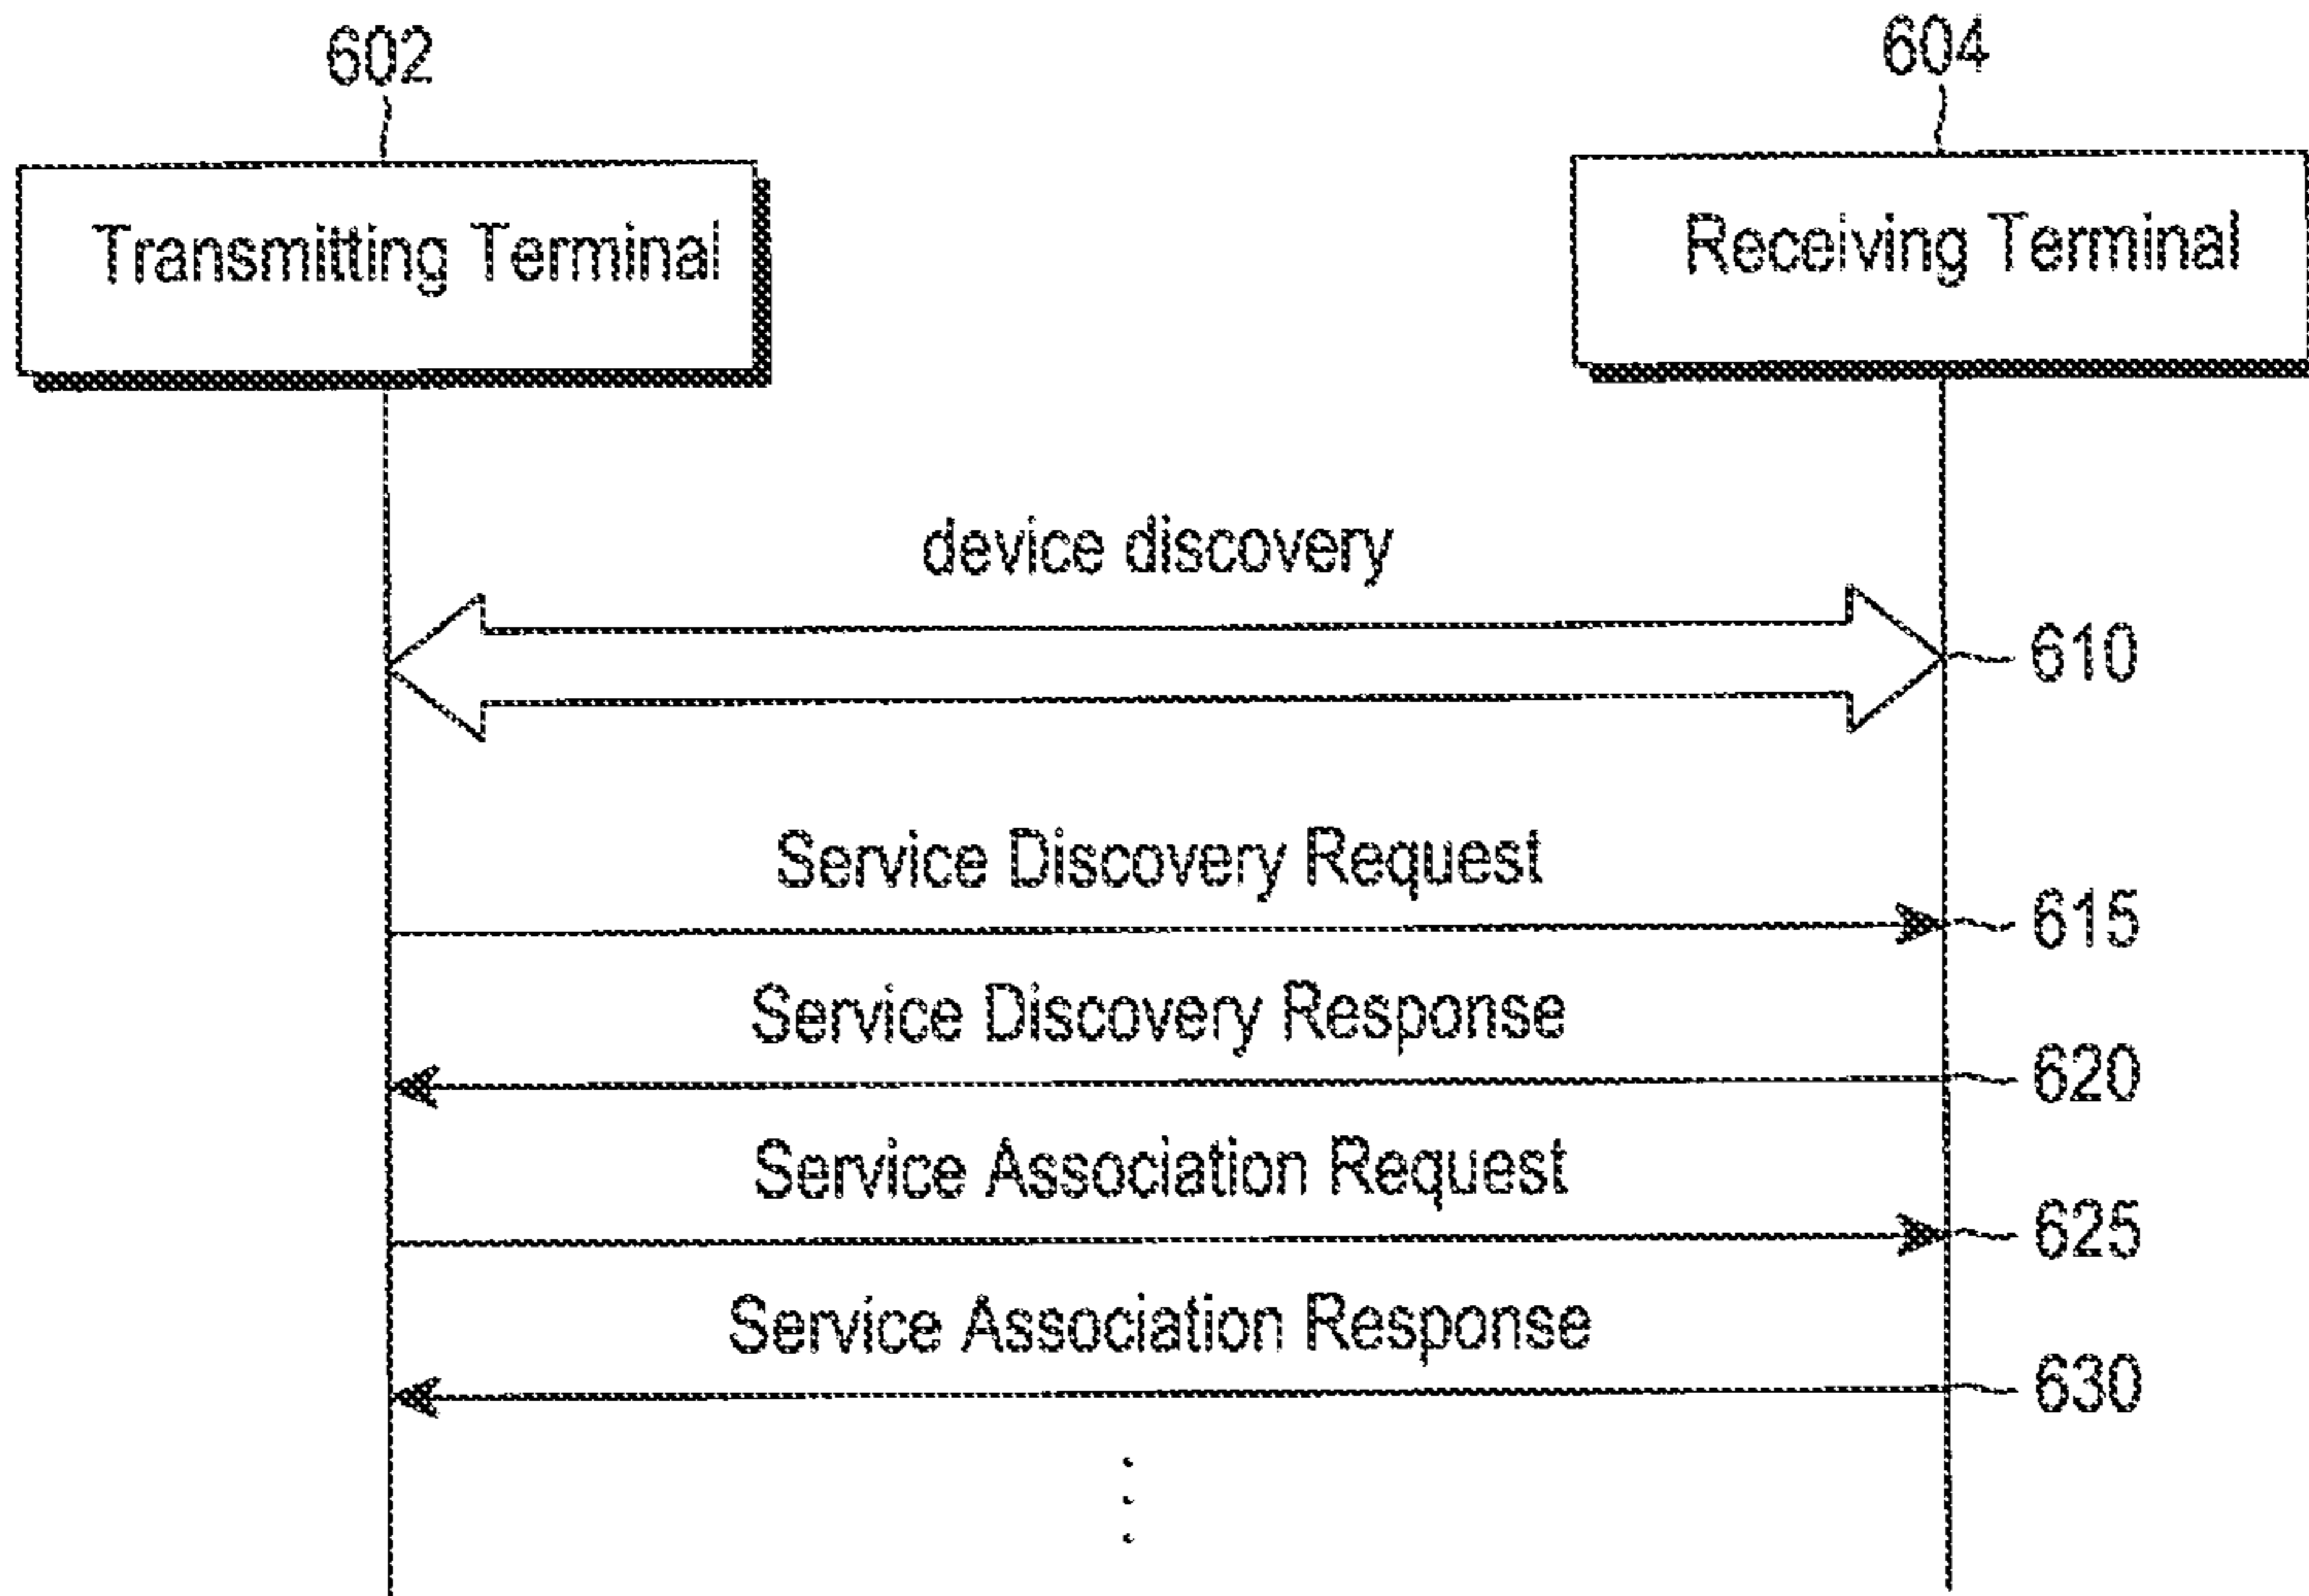 602
604
Transmitting Terminal
Receiving Terminal
device discovery
610
Service Discovery Request
615
Service Discovery Response
620
Service Association Request
625
Service Association Response
630